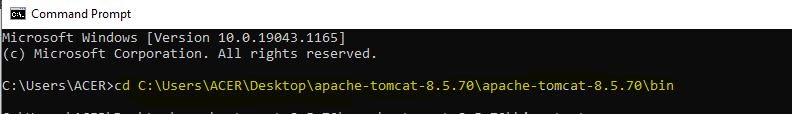 Command Prompt
Microsoft Windows [Version 10.0.19043.1165]
(c) Microsoft Corporation. All rights reserved.
C:\Users\ACER>cd C:\Users\ACER\Desktop\apache-tomcat-8.5.70\apache-tomcat-8.5.70\bin